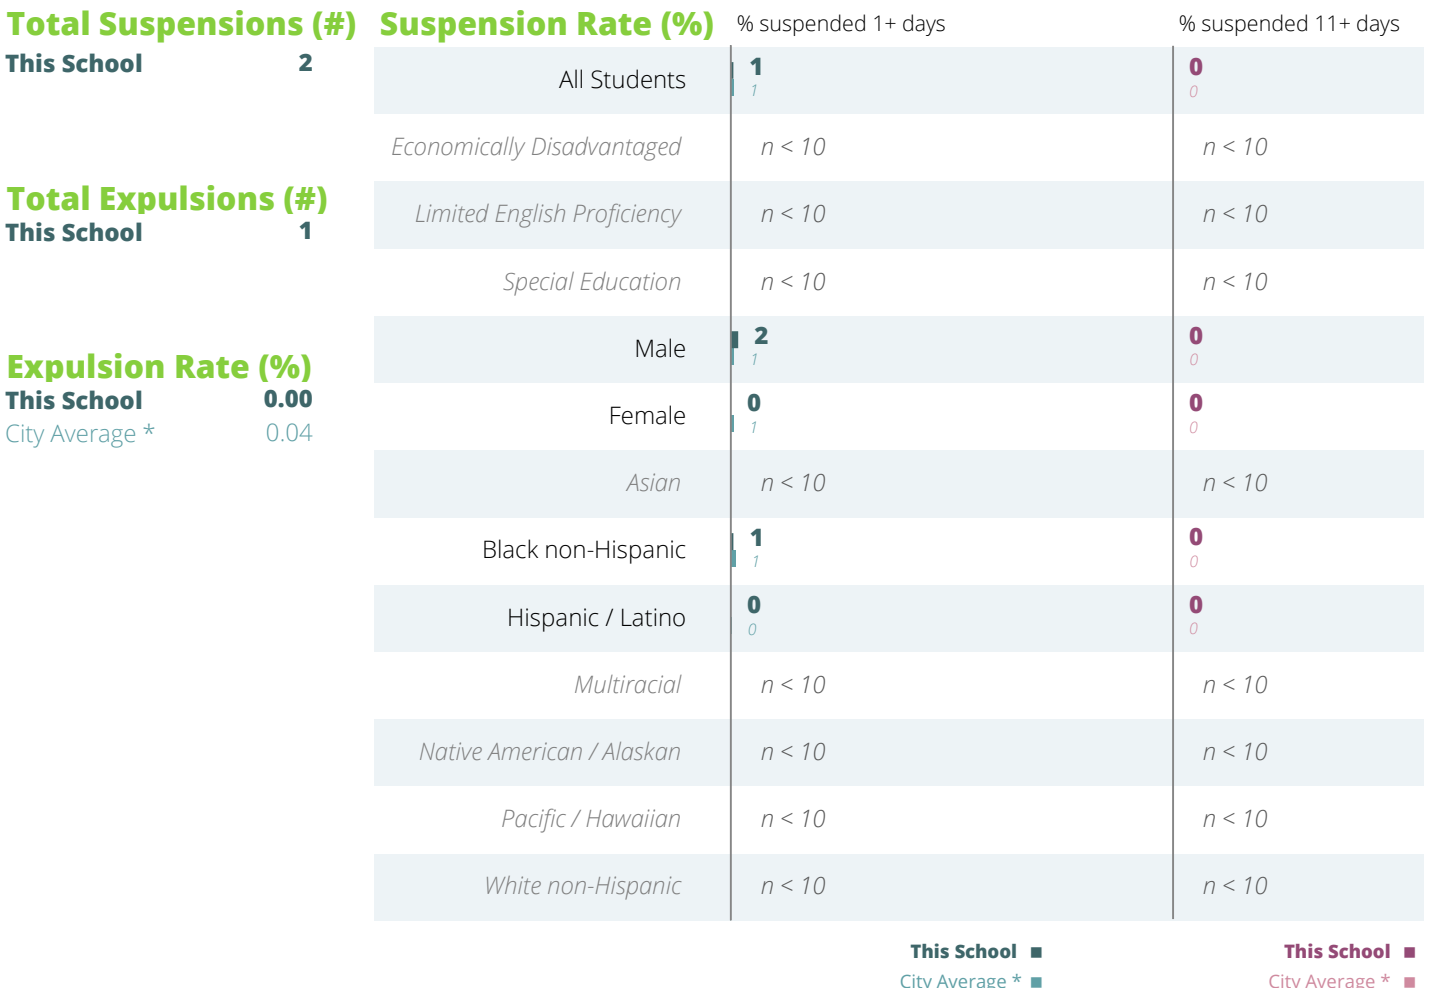 Total Suspensions (#)
This School 2
Total Expulsions (#)
This School 1
Expulsion Rate (%)
This School 0.00
City Average * 0.04
Suspension Rate (%) % suspended 1+ days % suspended 11+ days
All Students 1 0
1 0
Economically Disadvantaged n < 10 n < 10
Limited English Proficiency n < 10 n < 10
Special Education n < 10 n < 10
Male 2 0
1 0
Female 0 0
1 0
Asian n < 10 n < 10
Black non-Hispanic 1 0
1 0
Hispanic / Latino 0 0
0 0
Multiracial n < 10 n < 10
Native American / Alaskan n < 10 n < 10
Pacific / Hawaiian n < 10 n < 10
White non-Hispanic n < 10 n < 10
This School This School
City Average * City Average *